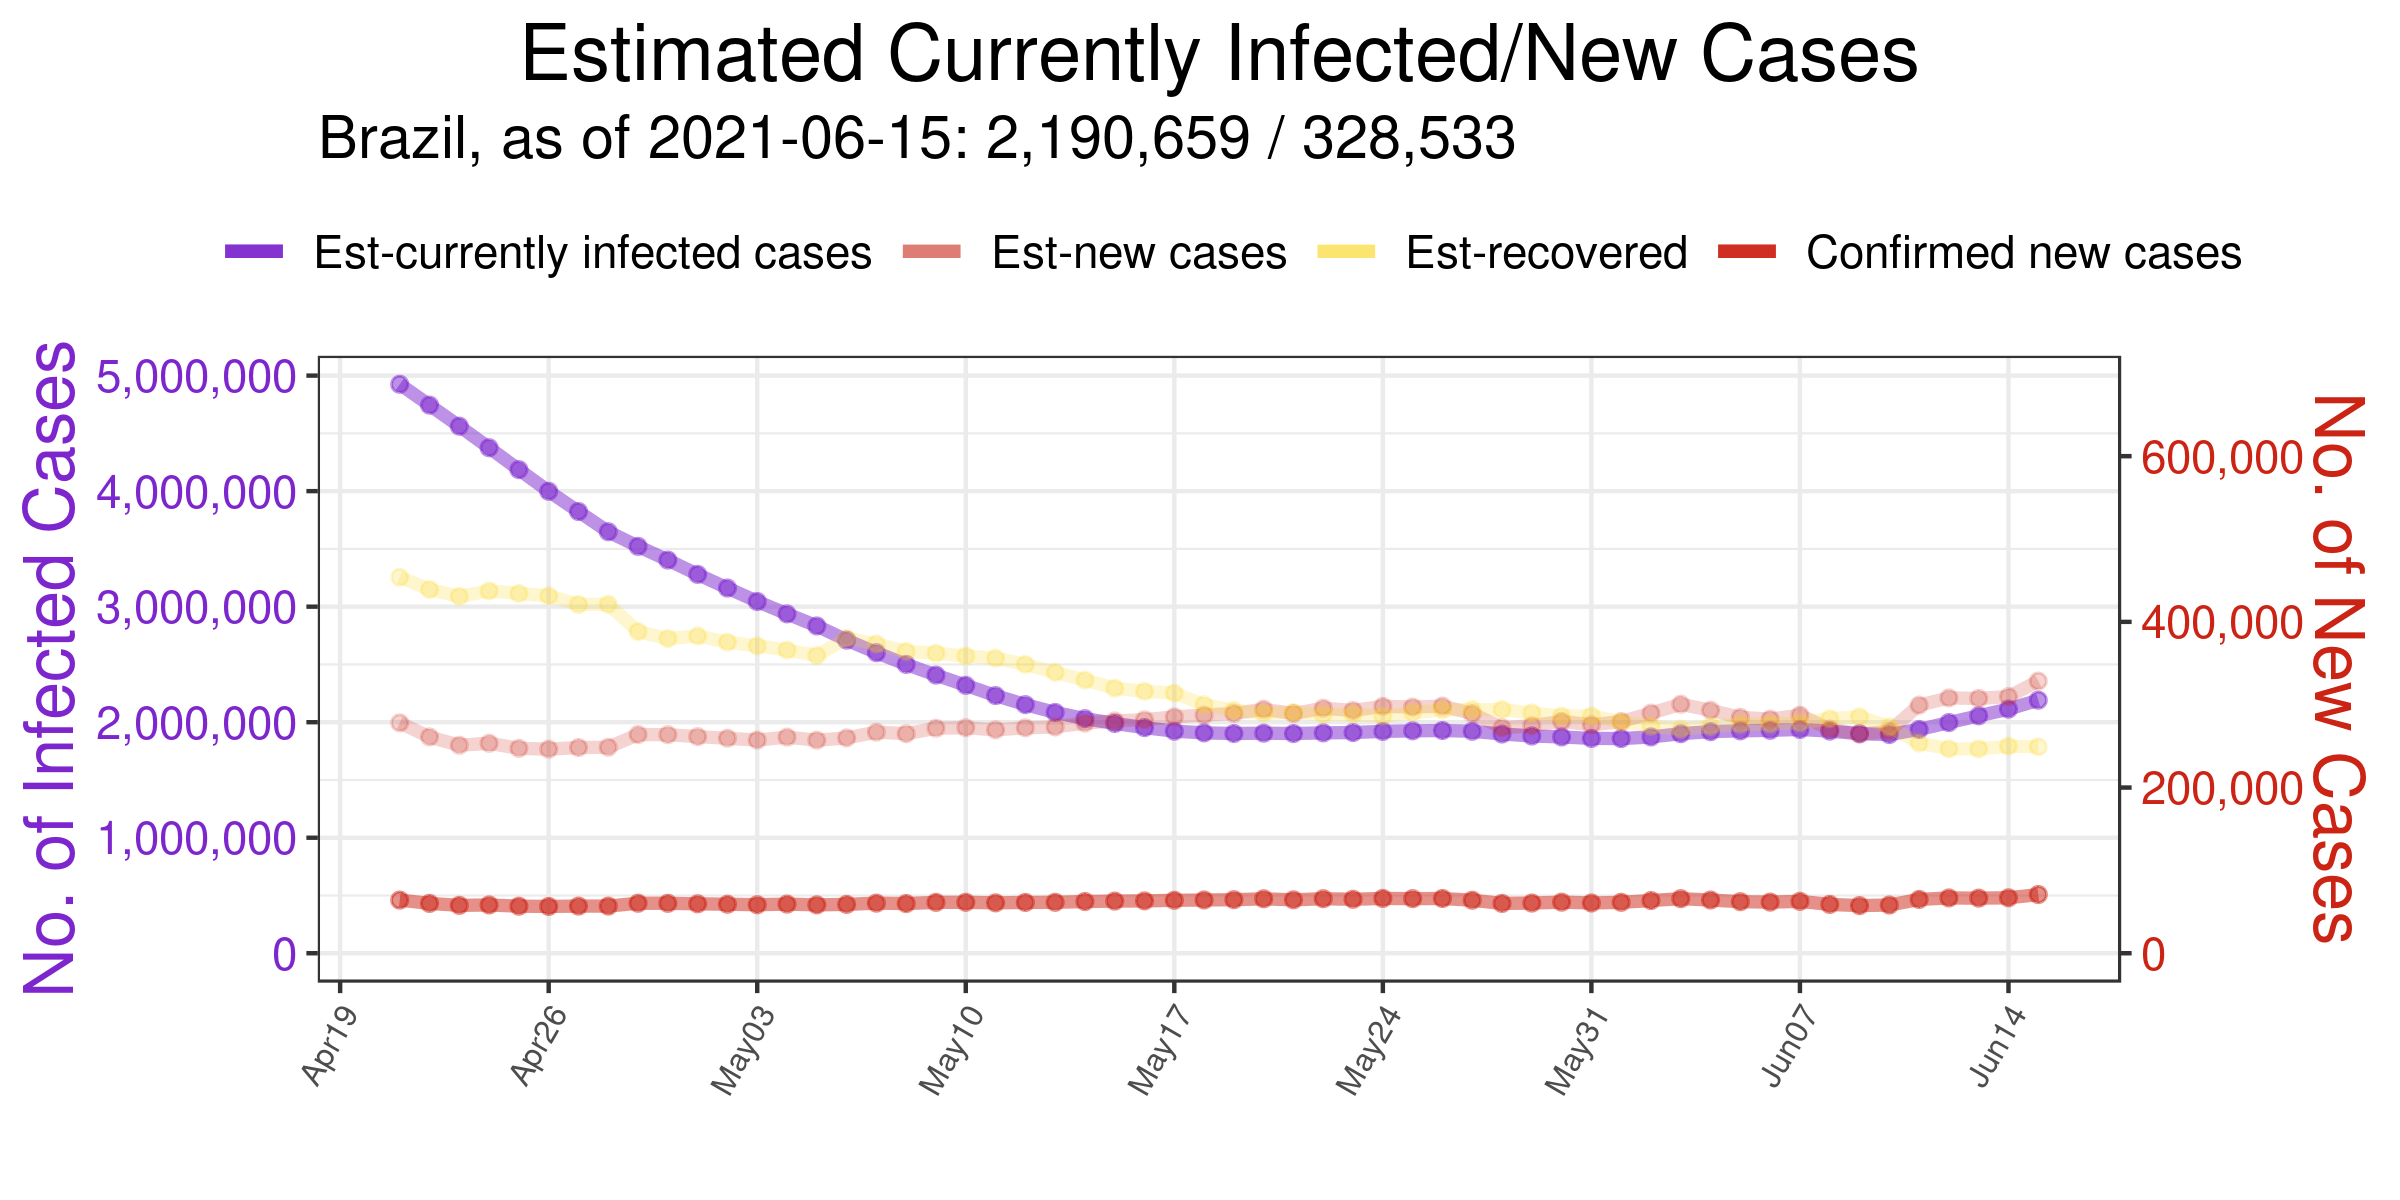 Estimated Currently Infected/New Cases
Brazil, as of 2021-06-15: 2,190,659 / 328,533
Est-currently infected cases Est-new cases Est-recovered Confirmed new cases
No. of Infected Cases
5,000,000
4,000,000
3,000,000
2,000,000
1,000,000
0
600,000
400,000
200,000
0
No. of New Cases
Apr19 Apr26 May03 May10 May17 May24 May31 Jun07 Jun14